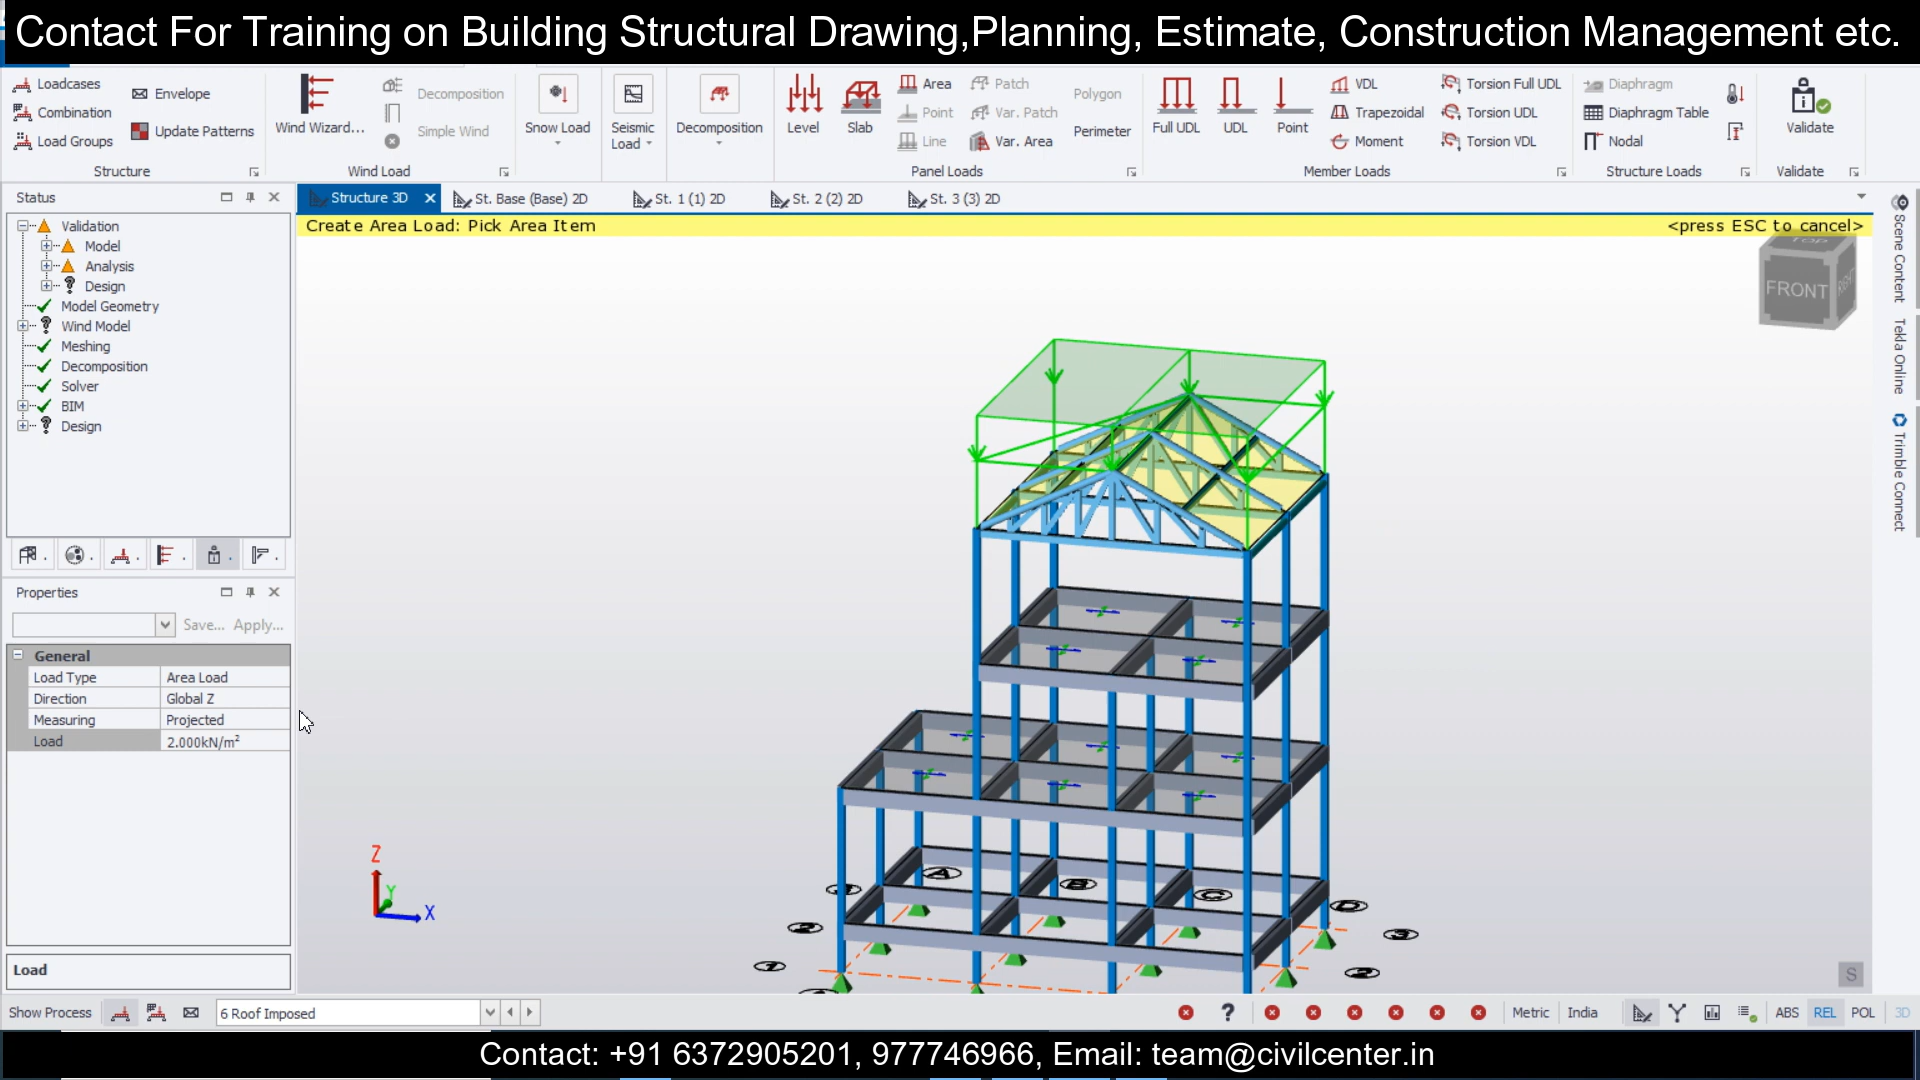 Contact For Training on Building Structural Drawing,Planning, Estimate, Construction Management etc.
Loadcases
Combination
Load Groups
Envelope
Update Patterns
Structure
Wind Wizard...
Decomposition
Simple Wind
Wind Load
Snow Load
Seismic
Load
Decomposition
Level
Slab
Area
Point
Line
Patch
Var. Patch
Var. Area
Polygon
Perimeter
Panel Loads
Full UDL
UDL
Point
VDL
Trapezoidal
Moment
Torsion Full UDL
Torsion UDL
Torsion VDL
Member Loads
Diaphragm
Diaphragm Table
Nodal
Structure Loads
Validate
Validate
Status
Structure 3D
St. Base (Base) 2D
St. 1 (1) 2D
St. 2 (2) 2D
St. 3 (3) 2D
Create Area Load: Pick Area Item
<press ESC to cancel>
Validation
Model
Analysis
Design
Model Geometry
Wind Model
Meshing
Decomposition
Solver
BIM
Design
TOP
FRONT
RIGHT
Scene Content
Tekla Online
Trimble Connect
Properties
Save... Apply...
General
Load Type Area Load
Direction Global Z
Measuring Projected
Load 2.000kN/m²
Load
Z
Y
X
A
B
C
D
3
2
1
3
2
S
Show Process
6 Roof Imposed
?
Metric
India
ABS
REL
POL
3D
Contact: +91 6372905201, 977746966, Email: team@civilcenter.in